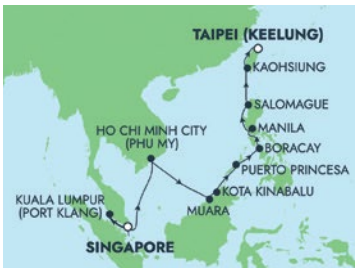 TAIPEI (KEELUNG)
KAOHSIUNG
SALOMAGUE
MANILA
HO CHI MINH CITY
(PHU MY)
BORACAY
PUERTO PRINCESA
KOTA KINABALU
KUALA LUMPUR
(PORT KLANG)
MUARA
SINGAPORE